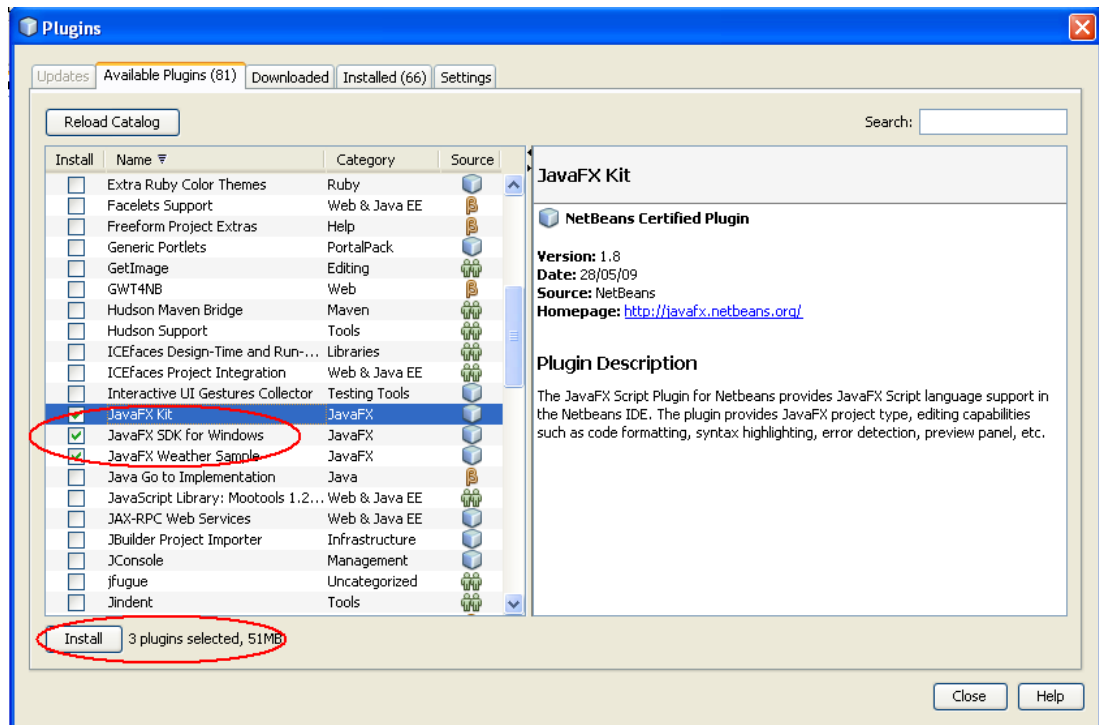 Plugins
Updates Available Plugins (81) Downloaded Installed (66) Settings
Reload Catalog Search:
Install Name Category Source
Extra Ruby Color Themes Ruby
Facelets Support Web & Java EE
Freeform Project Extras Help
Generic Portlets PortalPack
GetImage Editing
GWT4NB Web
Hudson Maven Bridge Maven
Hudson Support Tools
ICEfaces Design-Time and Run-... Libraries
ICEfaces Project Integration Web & Java EE
Interactive UI Gestures Collector Testing Tools
JavaFX Kit JavaFX
JavaFX SDK for Windows JavaFX
JavaFX Weather Sample JavaFX
Java Go to Implementation Java
JavaScript Library: Mootools 1.2... Web & Java EE
JAX-RPC Web Services Web & Java EE
JBuilder Project Importer Infrastructure
JConsole Management
jfugue Uncategorized
Jindent Tools
JavaFX Kit
NetBeans Certified Plugin
Version: 1.8
Date: 28/05/09
Source: NetBeans
Homepage: http://javafx.netbeans.org/
Plugin Description
The JavaFX Script Plugin for Netbeans provides JavaFX Script language support in
the Netbeans IDE. The plugin provides JavaFX project type, editing capabilities
such as code formatting, syntax highlighting, error detection, preview panel, etc.
Install 3 plugins selected, 51MB
Close Help